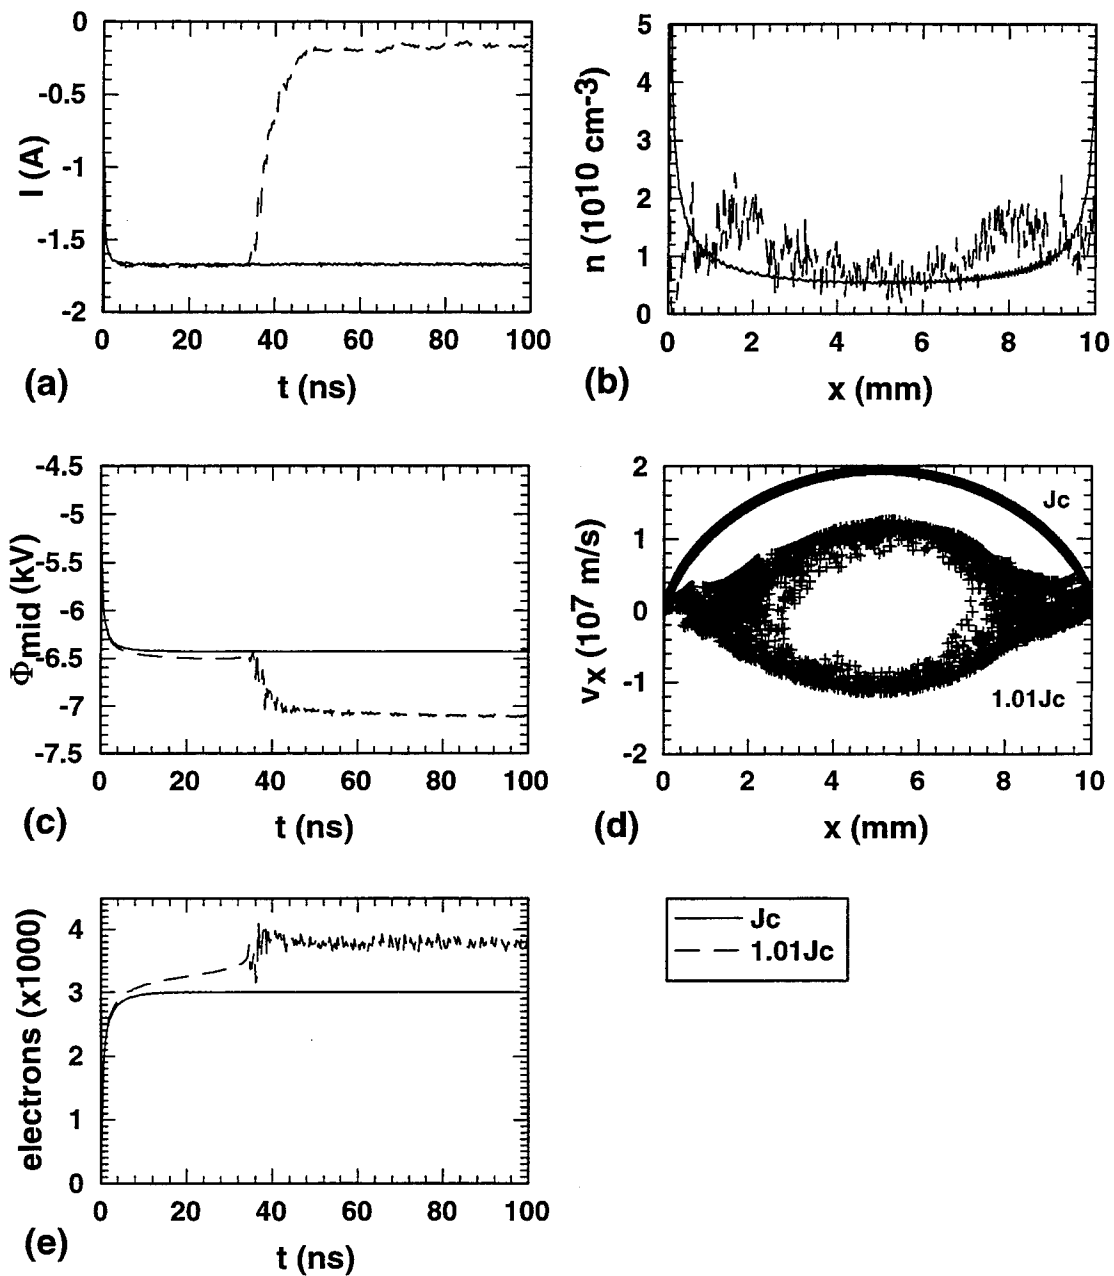 0
-0.5
-1
-1.5
-2
I (A)
0 20 40 60 80 100
t (ns)
(a)
5
4
3
2
1
0
n (10^10 cm-3)
0 2 4 6 8 10
x (mm)
(b)
-4.5
-5
-5.5
-6
-6.5
-7
-7.5
Φmid (kV)
0 20 40 60 80 100
t (ns)
(c)
2
1
0
-1
-2
vx (10^7 m/s)
Jc
1.01Jc
0 2 4 6 8 10
x (mm)
(d)
4
3
2
1
0
electrons (x1000)
0 20 40 60 80 100
t (ns)
(e)
Jc
1.01Jc